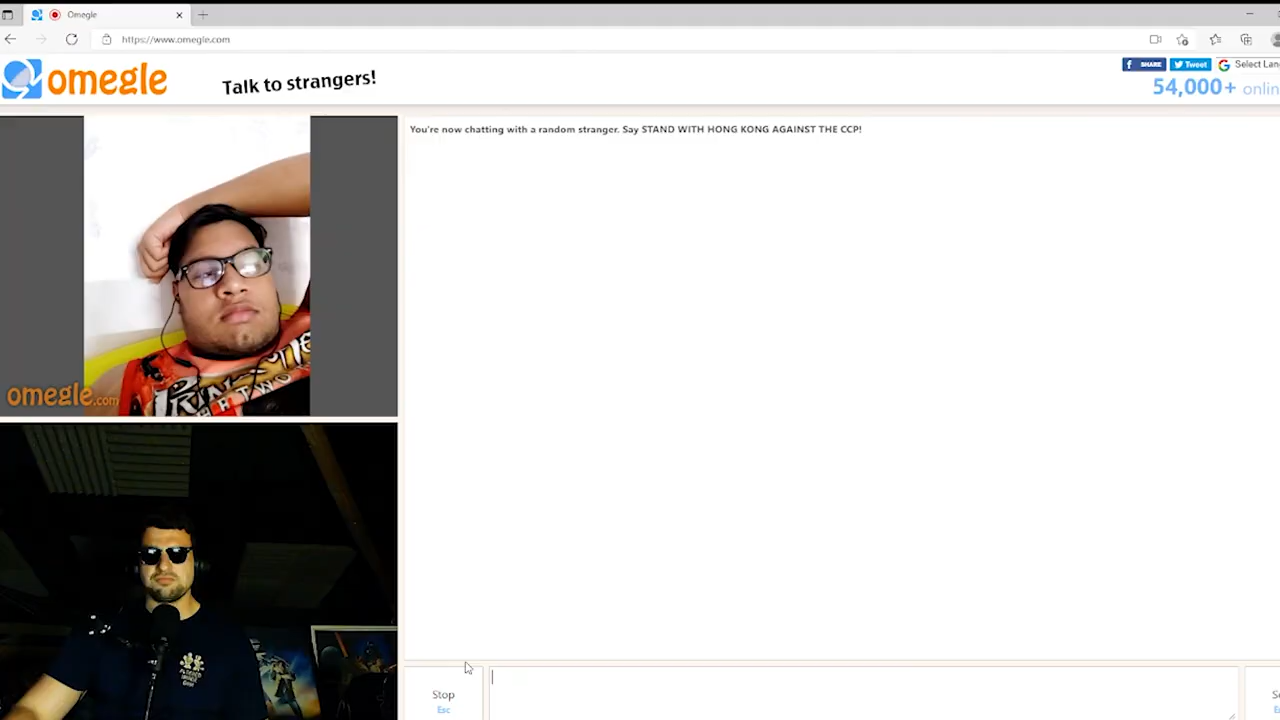 Omegle
https://www.omegle.com
omegle
Talk to strangers!
SHARE
Tweet
Select Lan
54,000+ onlin
You're now chatting with a random stranger. Say STAND WITH HONG KONG AGAINST THE CCP!
omegle.com
Stop
Esc